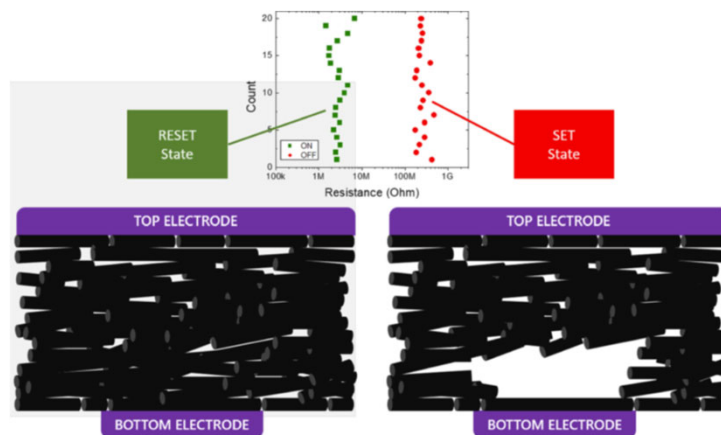 20
15
10
5
0
Count
ON
OFF
100k 1M 10M 100M 1G
Resistance (Ohm)
RESET
State
SET
State
TOP ELECTRODE
TOP ELECTRODE
BOTTOM ELECTRODE
BOTTOM ELECTRODE